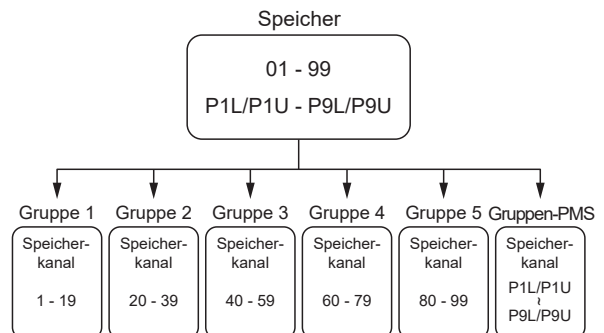 Speicher
01 - 99
P1L/P1U - P9L/P9U
Gruppe 1 Gruppe 2 Gruppe 3 Gruppe 4 Gruppe 5 Gruppen-PMS
Speicher- Speicher- Speicher- Speicher- Speicher- Speicher-
kanal kanal kanal kanal kanal kanal
1 - 19 20 - 39 40 - 59 60 - 79 80 - 99 P1L/P1U
~
P9L/P9U